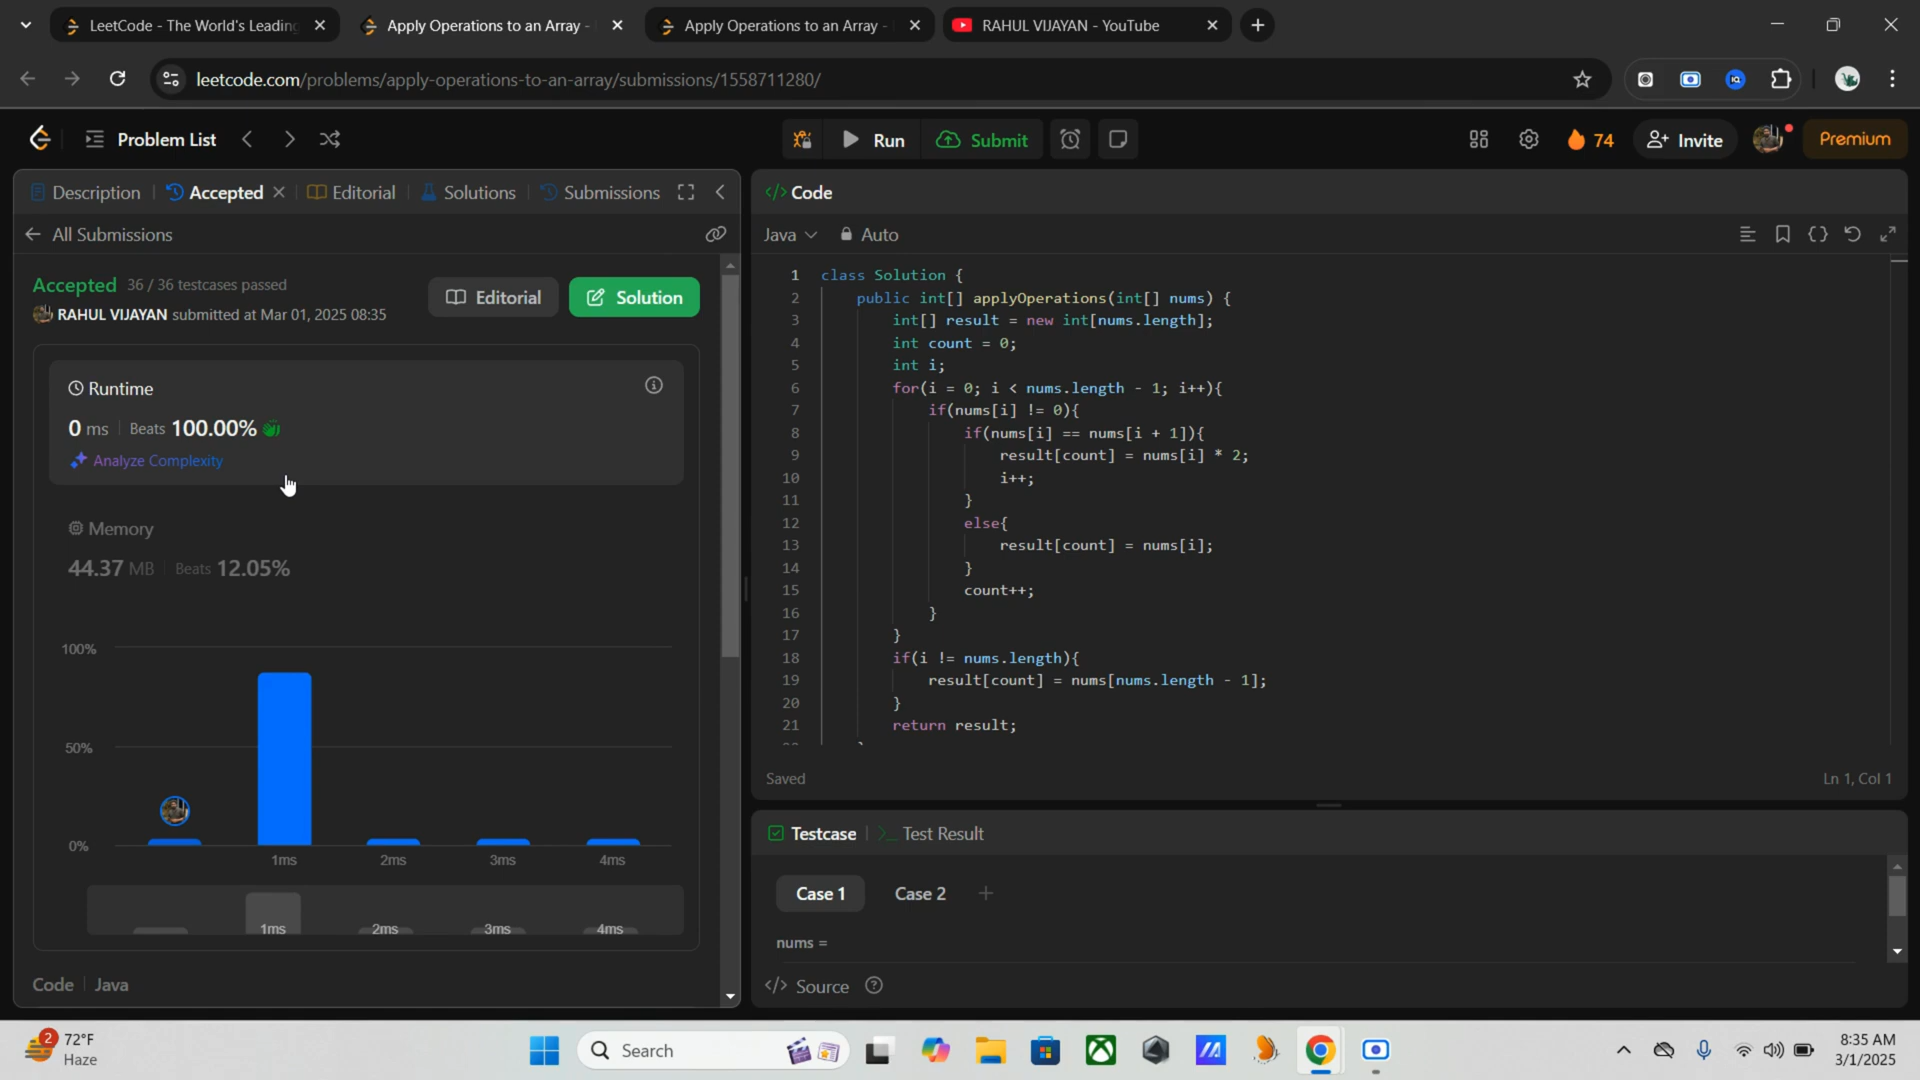 LeetCode - The World's Leading
Apply Operations to an Array -
Apply Operations to an Array -
RAHUL VIJAYAN - YouTube
leetcode.com/problems/apply-operations-to-an-array/submissions/1558711280/
Problem List
Run
Submit
74
Invite
Premium
Description
Accepted
Editorial
Solutions
Submissions
All Submissions
Accepted 36 / 36 testcases passed
RAHUL VIJAYAN submitted at Mar 01, 2025 08:35
Editorial
Solution
Runtime
0 ms Beats 100.00%
Analyze Complexity
Memory
44.37 MB Beats 12.05%
100%
50%
0%
1ms 2ms 3ms 4ms
1ms 2ms 3ms 4ms
Code Java
</> Code
Java Auto
1 class Solution {
2 public int[] applyOperations(int[] nums) {
3 int[] result = new int[nums.length];
4 int count = 0;
5 int i;
6 for(i = 0; i < nums.length - 1; i++){
7 if(nums[i] != 0){
8 if(nums[i] == nums[i + 1]){
9 result[count] = nums[i] * 2;
10 i++;
11 }
12 else{
13 result[count] = nums[i];
14 }
15 count++;
16 }
17 }
18 if(i != nums.length){
19 result[count] = nums[nums.length - 1];
20 }
21 return result;
Saved Ln 1, Col 1
Testcase >_ Test Result
Case 1 Case 2 +
nums =
</> Source
2
72°F
Haze
Search
8:35 AM
3/1/2025